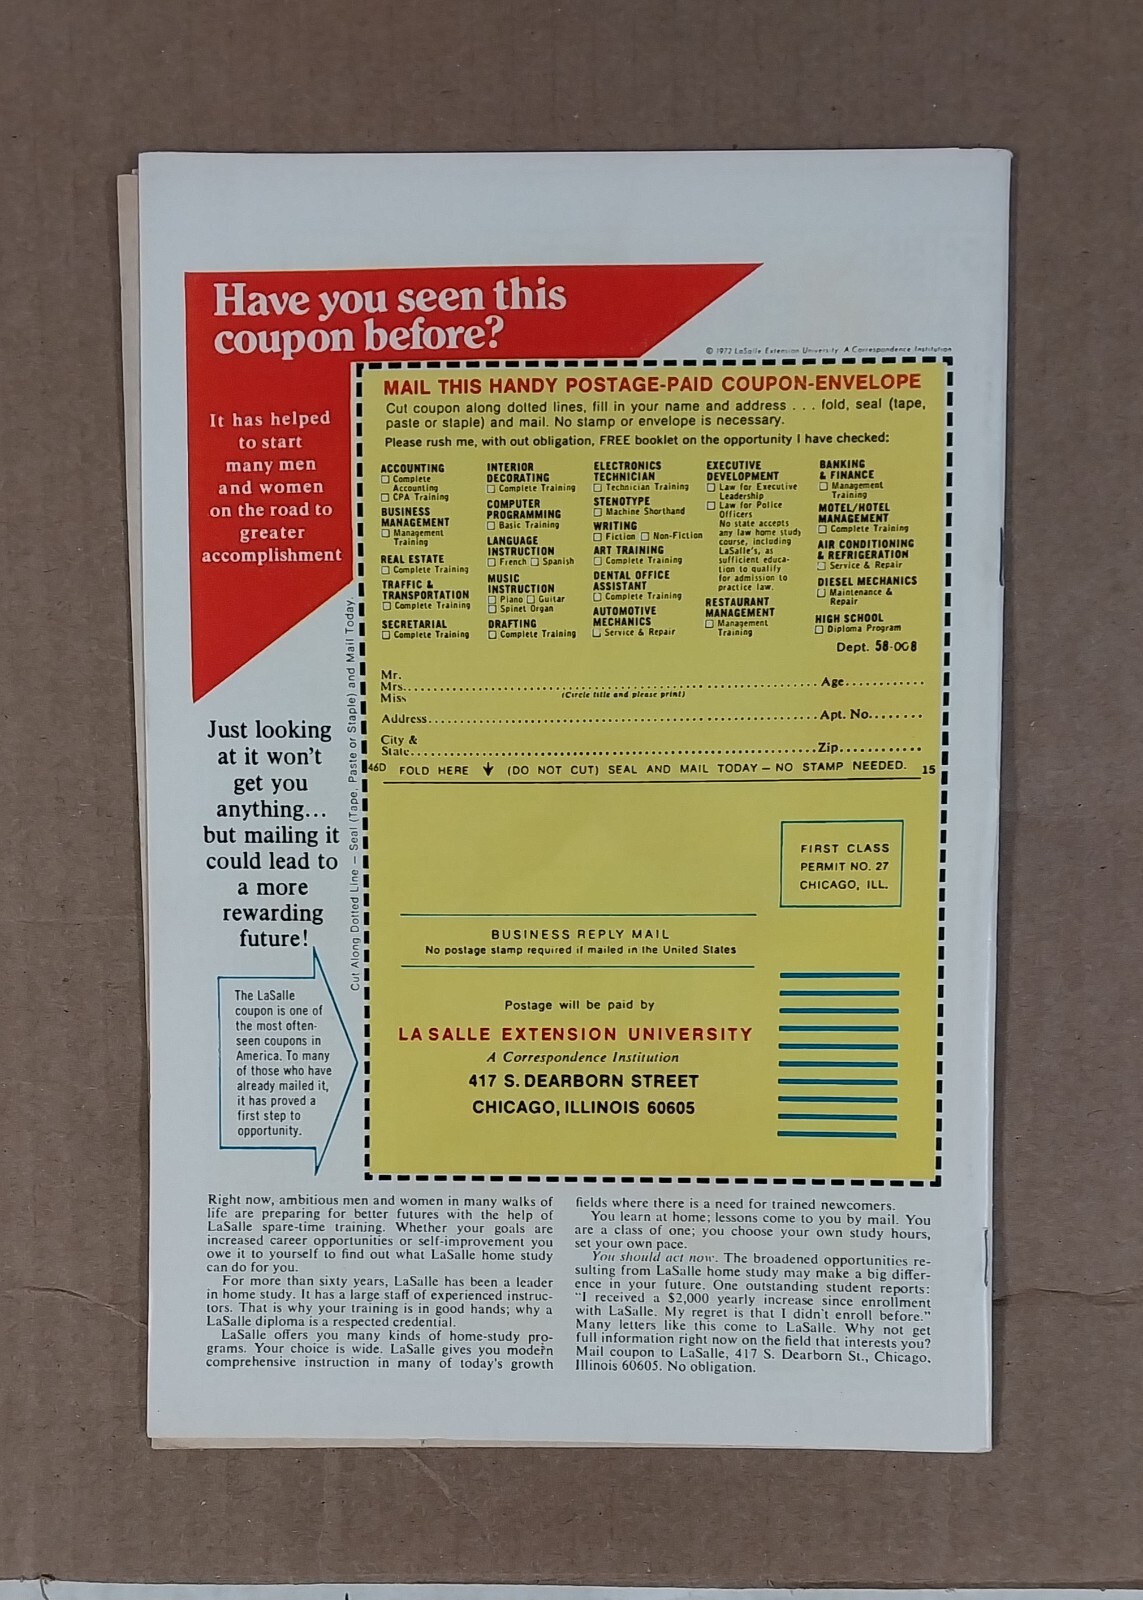 Have you seen this
coupon before?
It has helped
to start
many men
and women
on the road to
greater
accomplishment
© 1972 LaSalle Extension University A Correspondence Institution
MAIL THIS HANDY POSTAGE-PAID COUPON-ENVELOPE
Cut coupon along dotted lines, fill in your name and address . . . fold, seal (tape,
paste or staple) and mail. No stamp or envelope is necessary.
Please rush me, with out obligation, FREE booklet on the opportunity I have checked:
ACCOUNTING
☐ Complete
Accounting
☐ CPA Training
BUSINESS
MANAGEMENT
☐ Management
Training
REAL ESTATE
☐ Complete Training
TRAFFIC &
TRANSPORTATION
☐ Complete Training
SECRETARIAL
☐ Complete Training
INTERIOR
DECORATING
☐ Complete Training
COMPUTER
PROGRAMMING
☐ Basic Training
LANGUAGE
INSTRUCTION
☐ French ☐ Spanish
MUSIC
INSTRUCTION
☐ Piano ☐ Guitar
☐ Spinet Organ
DRAFTING
☐ Complete Training
ELECTRONICS
TECHNICIAN
☐ Technician Training
STENOTYPE
☐ Machine Shorthand
WRITING
☐ Fiction ☐ Non-Fiction
ART TRAINING
☐ Complete Training
DENTAL OFFICE
ASSISTANT
☐ Complete Training
AUTOMOTIVE
MECHANICS
☐ Service & Repair
EXECUTIVE
DEVELOPMENT
☐ Law for Executive
Leadership
☐ Law for Police
Officers
No state accepts
any law home study
course, including
LaSalle's, as
sufficient educa-
tion to qualify
for admission to
practice law.
RESTAURANT
MANAGEMENT
☐ Management
Training
BANKING
& FINANCE
☐ Management
Training
MOTEL/HOTEL
MANAGEMENT
☐ Complete Training
AIR CONDITIONING
& REFRIGERATION
☐ Service & Repair
DIESEL MECHANICS
☐ Maintenance &
Repair
HIGH SCHOOL
☐ Diploma Program
Dept. 58-008
Mr.
Mrs. Age
Miss (Circle title and please print)
Address Apt. No.
City &
State Zip
46D FOLD HERE ↓ (DO NOT CUT) SEAL AND MAIL TODAY — NO STAMP NEEDED. 15
Cut Along Dotted Line — Seal (Tape, Paste or Staple) and Mail Today.
FIRST CLASS
PERMIT NO. 27
CHICAGO, ILL.
BUSINESS REPLY MAIL
No postage stamp required if mailed in the United States
Postage will be paid by
LA SALLE EXTENSION UNIVERSITY
A Correspondence Institution
417 S. DEARBORN STREET
CHICAGO, ILLINOIS 60605
Just looking
at it won't
get you
anything...
but mailing it
could lead to
a more
rewarding
future!
The LaSalle
coupon is one of
the most often-
seen coupons in
America. To many
of those who have
already mailed it,
it has proved a
first step to
opportunity.
Right now, ambitious men and women in many walks of
life are preparing for better futures with the help of
LaSalle spare-time training. Whether your goals are
increased career opportunities or self-improvement you
owe it to yourself to find out what LaSalle home study
can do for you.
For more than sixty years, LaSalle has been a leader
in home study. It has a large staff of experienced instruc-
tors. That is why your training is in good hands; why a
LaSalle diploma is a respected credential.
LaSalle offers you many kinds of home-study pro-
grams. Your choice is wide. LaSalle gives you modern
comprehensive instruction in many of today's growth
fields where there is a need for trained newcomers.
You learn at home; lessons come to you by mail. You
are a class of one; you choose your own study hours,
set your own pace.
You should act now. The broadened opportunities re-
sulting from LaSalle home study may make a big differ-
ence in your future. One outstanding student reports:
"I received a $2,000 yearly increase since enrollment
with LaSalle. My regret is that I didn't enroll before."
Many letters like this come to LaSalle. Why not get
full information right now on the field that interests you?
Mail coupon to LaSalle, 417 S. Dearborn St., Chicago,
Illinois 60605. No obligation.